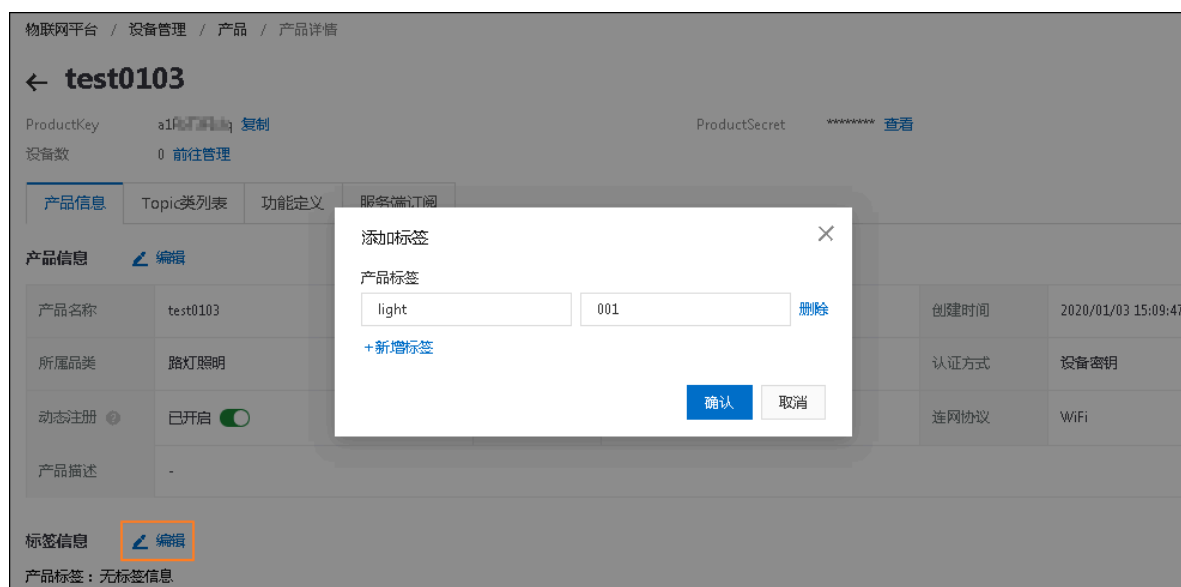 物联网平台 / 设备管理 / 产品 / 产品详情
← test0103
ProductKey 复制 ProductSecret ******** 查看
设备数 0 前往管理
产品信息 Topic类列表 功能定义 服务端订阅
添加标签
产品信息 编辑
产品标签
产品名称 test0103 light 001 删除 创建时间 2020/01/03 15:09:47
+新增标签
所属品类 路灯照明 认证方式 设备密钥
确认 取消
动态注册 已开启 连网协议 WiFi
产品描述 -
标签信息 编辑
产品标签：无标签信息